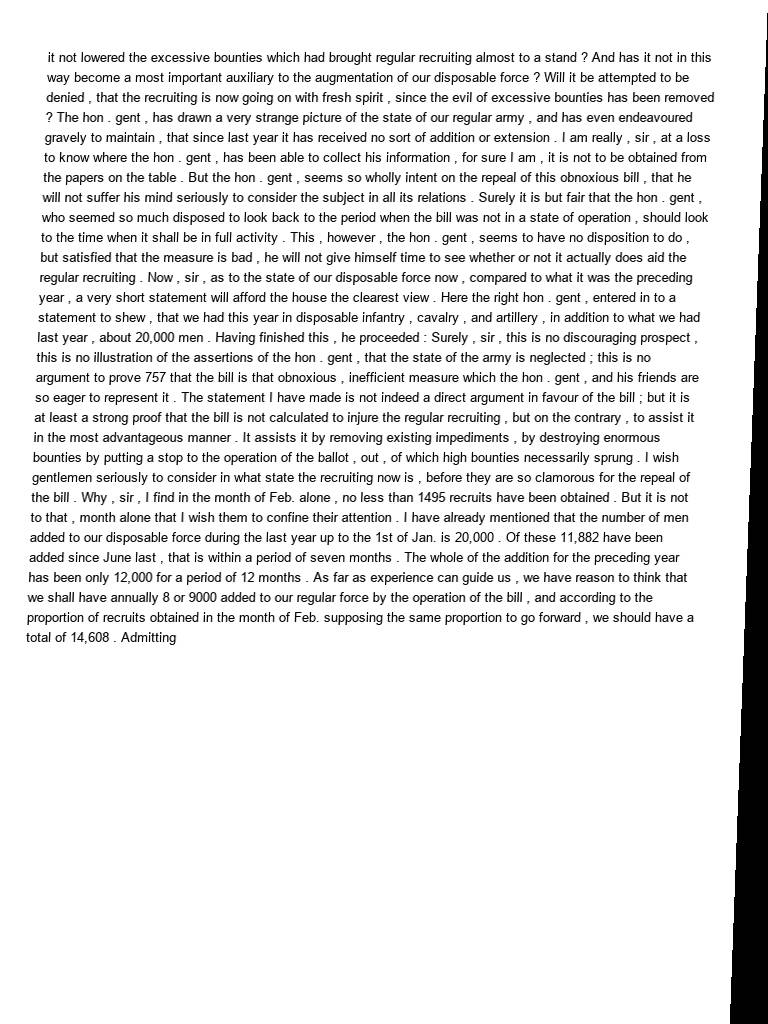 it not lowered the excessive bounties which had brought regular recruiting almost to a stand ? And has it not in this
way become a most important auxiliary to the augmentation of our disposable force ? Will it be attempted to be
denied , that the recruiting is now going on with fresh spirit , since the evil of excessive bounties has been removed
? The hon . gent , has drawn a very strange picture of the state of our regular army , and has even endeavoured
gravely to maintain , that since last year it has received no sort of addition or extension . I am really , sir , at a loss
to know where the hon . gent , has been able to collect his information , for sure I am , it is not to be obtained from
the papers on the table . But the hon . gent , seems so wholly intent on the repeal of this obnoxious bill , that he
will not suffer his mind seriously to consider the subject in all its relations . Surely it is but fair that the hon . gent ,
who seemed so much disposed to look back to the period when the bill was not in a state of operation , should look
to the time when it shall be in full activity . This , however , the hon . gent , seems to have no disposition to do ,
but satisfied that the measure is bad , he will not give himself time to see whether or not it actually does aid the
regular recruiting . Now , sir , as to the state of our disposable force now , compared to what it was the preceding
year , a very short statement will afford the house the clearest view . Here the right hon . gent , entered in to a
statement to shew , that we had this year in disposable infantry , cavalry , and artillery , in addition to what we had
last year , about 20,000 men . Having finished this , he proceeded : Surely , sir , this is no discouraging prospect ,
this is no illustration of the assertions of the hon . gent , that the state of the army is neglected ; this is no
argument to prove 757 that the bill is that obnoxious , inefficient measure which the hon . gent , and his friends are
so eager to represent it . The statement I have made is not indeed a direct argument in favour of the bill ; but it is
at least a strong proof that the bill is not calculated to injure the regular recruiting , but on the contrary , to assist it
in the most advantageous manner . It assists it by removing existing impediments , by destroying enormous
bounties by putting a stop to the operation of the ballot , out , of which high bounties necessarily sprung . I wish
gentlemen seriously to consider in what state the recruiting now is , before they are so clamorous for the repeal of
the bill . Why , sir , I find in the month of Feb. alone , no less than 1495 recruits have been obtained . But it is not
to that , month alone that I wish them to confine their attention . I have already mentioned that the number of men
added to our disposable force during the last year up to the 1st of Jan. is 20,000 . Of these 11,882 have been
added since June last , that is within a period of seven months . The whole of the addition for the preceding year
has been only 12,000 for a period of 12 months . As far as experience can guide us , we have reason to think that
we shall have annually 8 or 9000 added to our regular force by the operation of the bill , and according to the
proportion of recruits obtained in the month of Feb. supposing the same proportion to go forward , we should have a
total of 14,608 . Admitting